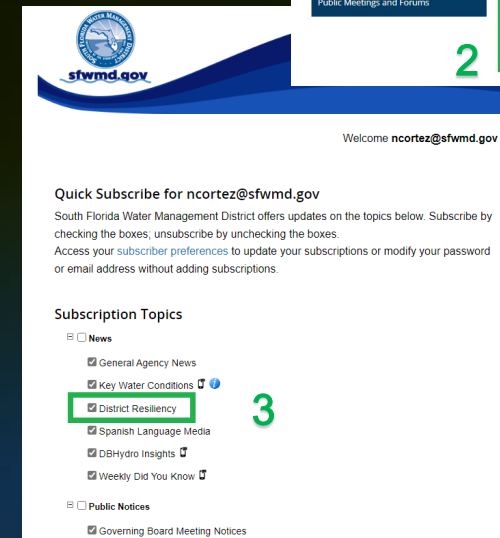 Public Meetings and Forums
2
SOUTH FLORIDA WATER MANAGEMENT DISTRICT
sfwmd.gov
Welcome ncortez@sfwmd.gov
Quick Subscribe for ncortez@sfwmd.gov
South Florida Water Management District offers updates on the topics below. Subscribe by
checking the boxes; unsubscribe by unchecking the boxes.
Access your subscriber preferences to update your subscriptions or modify your password
or email address without adding subscriptions.
Subscription Topics
News
General Agency News
Key Water Conditions
District Resiliency
3
Spanish Language Media
DBHydro Insights
Weekly Did You Know
Public Notices
Governing Board Meeting Notices